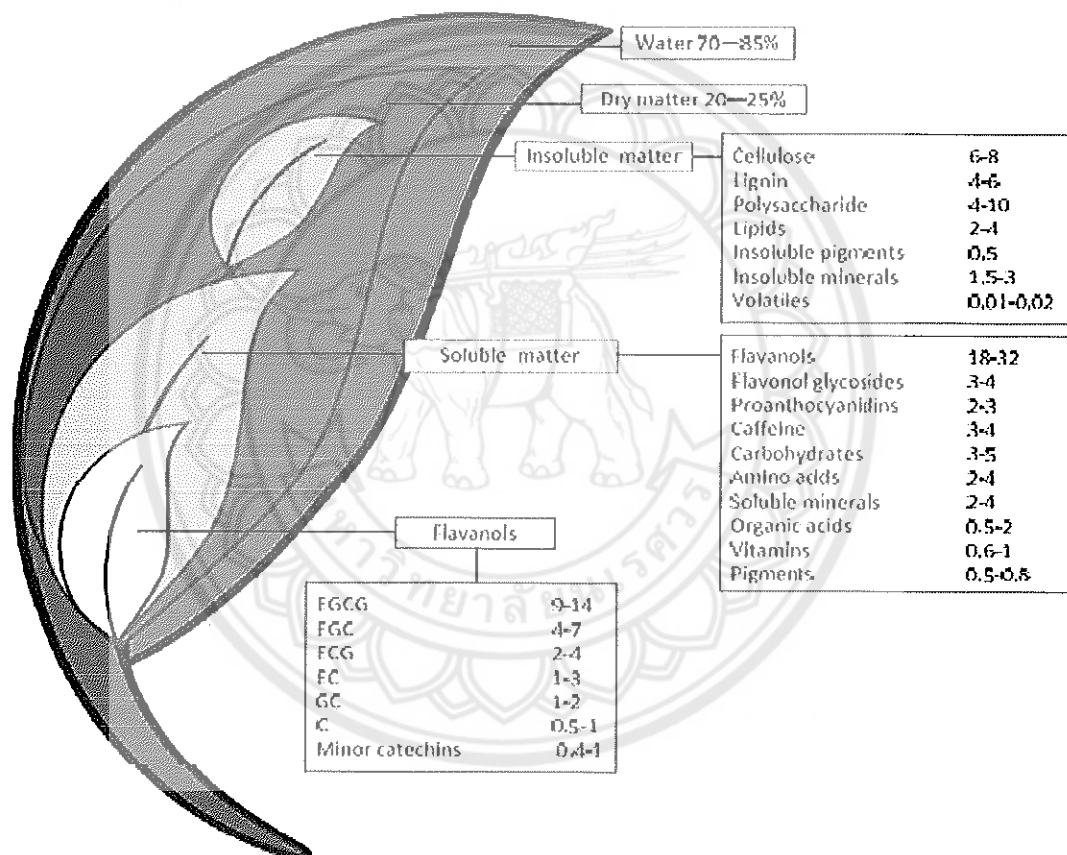 Water 70—85%
Dry matter 20—25%
Insoluble matter
Cellulose 6-8
Lignin 4-6
Polysaccharide 4-10
Lipids 2-4
Insoluble pigments 0,5
Insoluble minerals 1,5-3
Volatiles 0,01-0,02
Soluble matter
Flavanols 18-32
Flavonol glycosides 3-4
Proanthocyanidins 2-3
Caffeine 3-4
Carbohydrates 3-5
Amino acids 2-4
Soluble minerals 2-4
Organic acids 0.5-2
Vitamins 0,6-1
Pigments 0.5-0.8
Flavanols
EGCG 9-14
EGC 4-7
ECG 2-4
EC 1-3
GC 1-2
C 0.5-1
Minor catechins 0.4-1